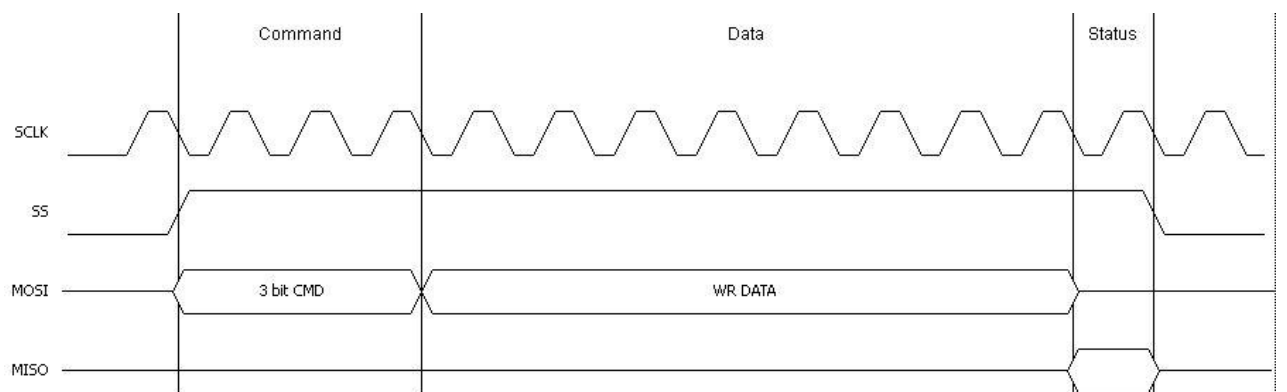 Command Data Status
SCLK
SS
MOSI 3 bit CMD WR DATA
MISO